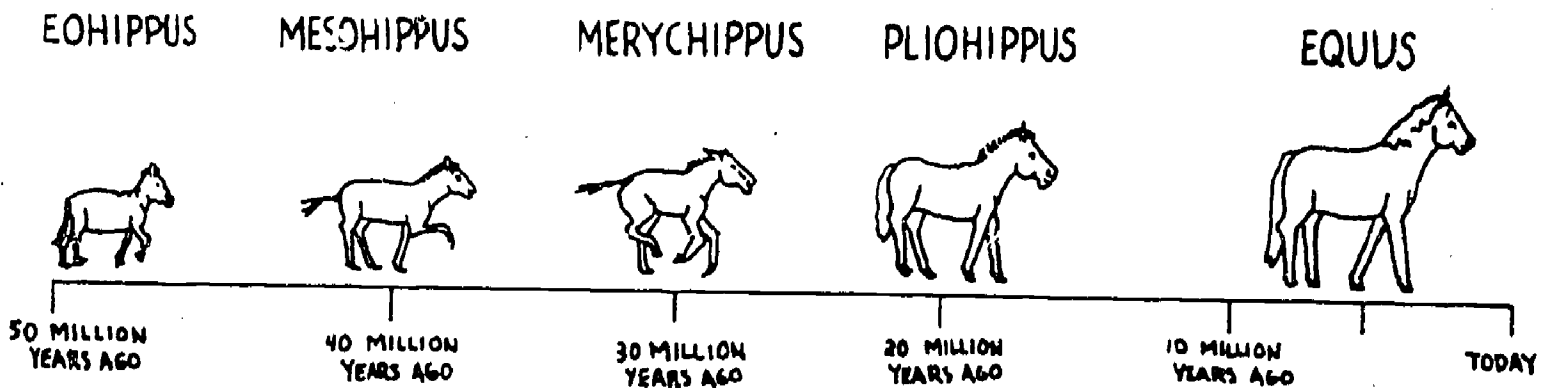 EOHIPPUS MESOHIPPUS MERYCHIPPUS PLIOHIPPUS EQUUS
50 MILLION YEARS AGO
40 MILLION YEARS AGO
30 MILLION YEARS AGO
20 MILLION YEARS AGO
10 MILLION YEARS AGO
TODAY